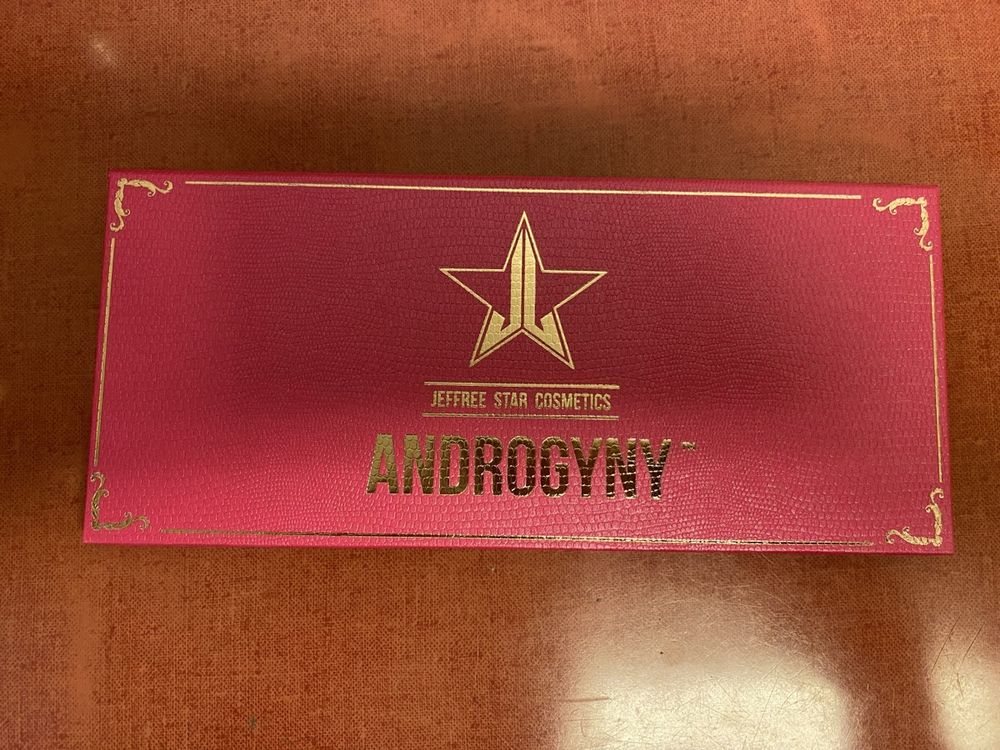 JEFFREE STAR COSMETICS
ANDROGYNY™